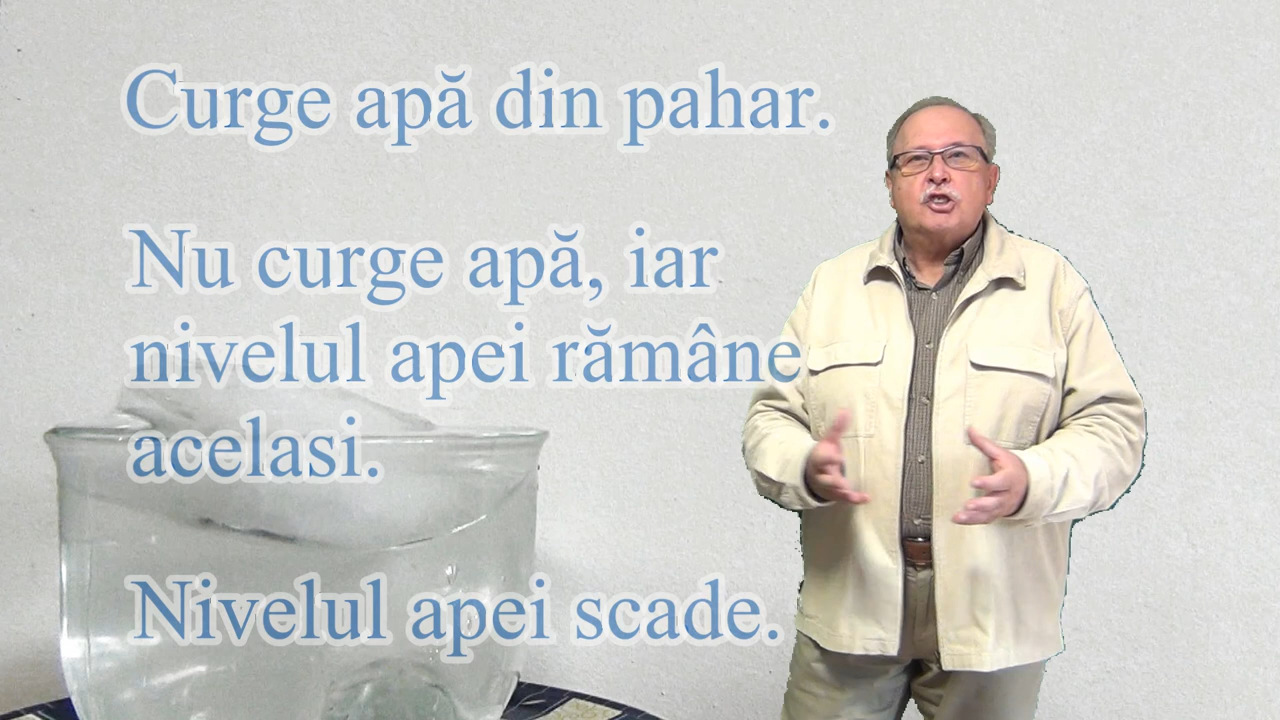 Curge apă din pahar.
Nu curge apă, iar
nivelul apei rămâne
acelasi.
Nivelul apei scade.